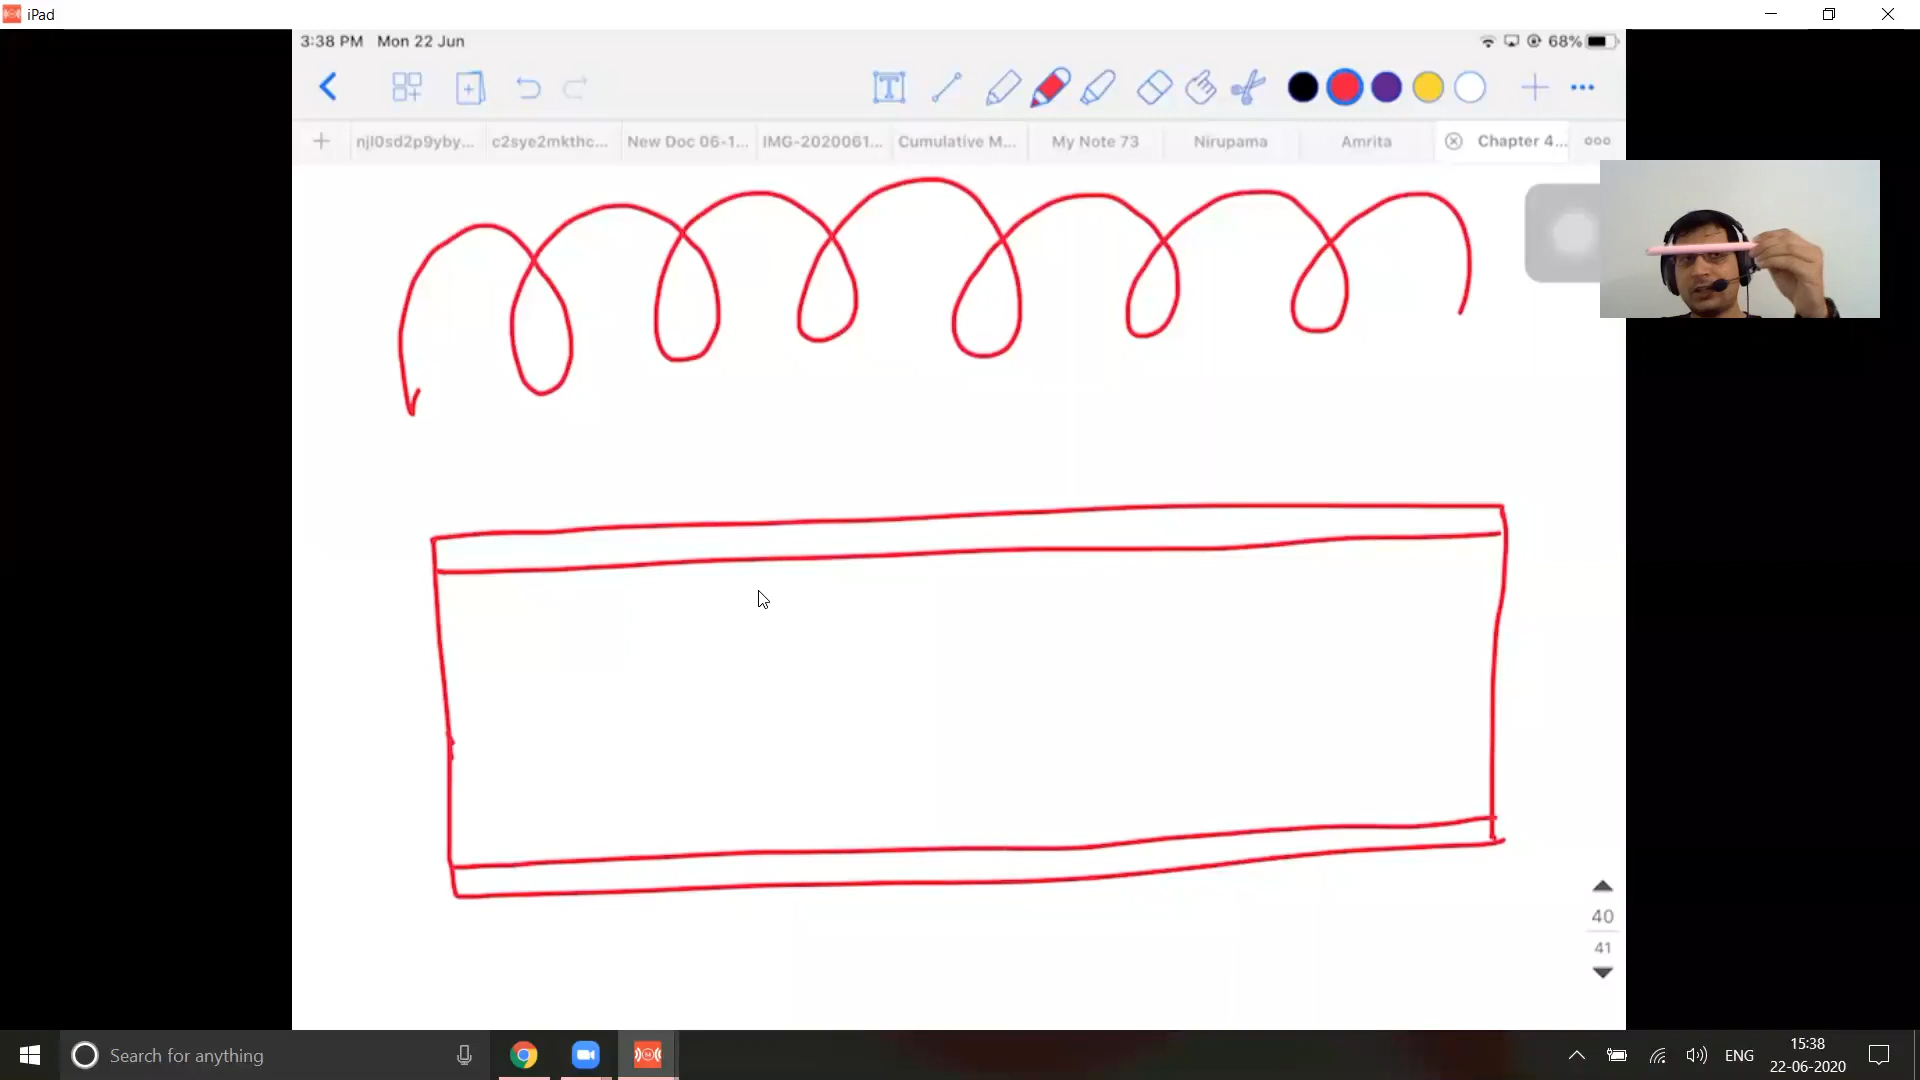 iPad
3:38 PM Mon 22 Jun
68%
njl0sd2p9yby...
c2sye2mkthc...
New Doc 06-1...
IMG-2020061...
Cumulative M...
My Note 73
Nirupama
Amrita
Chapter 4...
40
41
Search for anything
ENG
15:38
22-06-2020